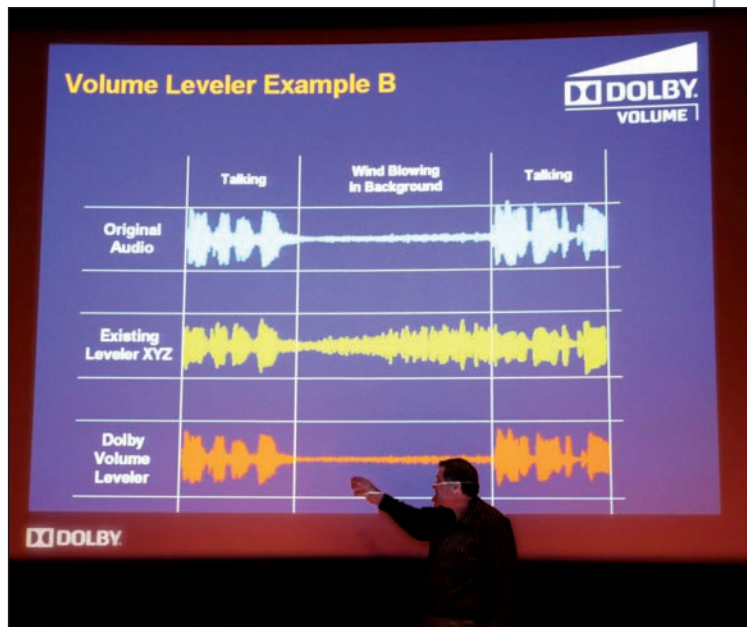 Volume Leveler Example B
DOLBY
VOLUME
Talking
Wind Blowing
In Background
Talking
Original
Audio
Existing
Leveler XYZ
Dolby
Volume
Leveler
DOLBY